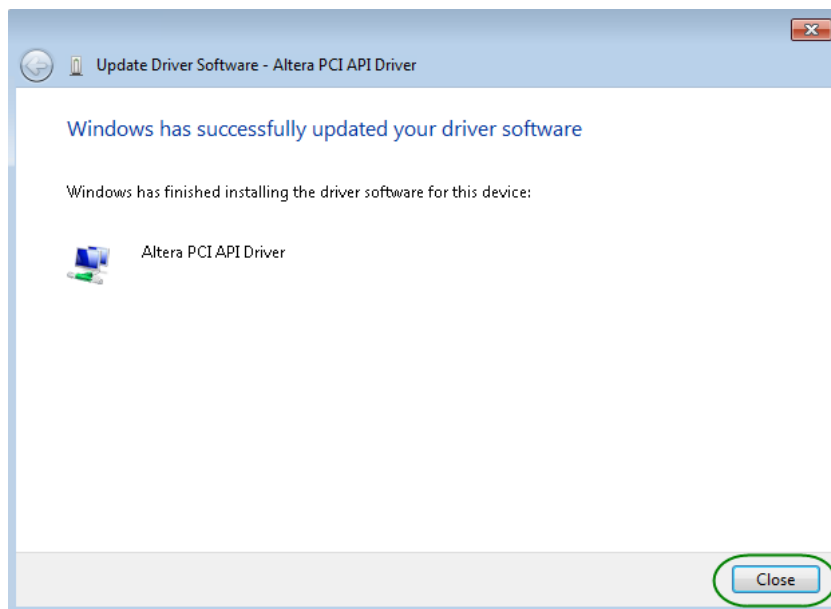 Update Driver Software - Altera PCI API Driver
Windows has successfully updated your driver software
Windows has finished installing the driver software for this device:
Altera PCI API Driver
Close